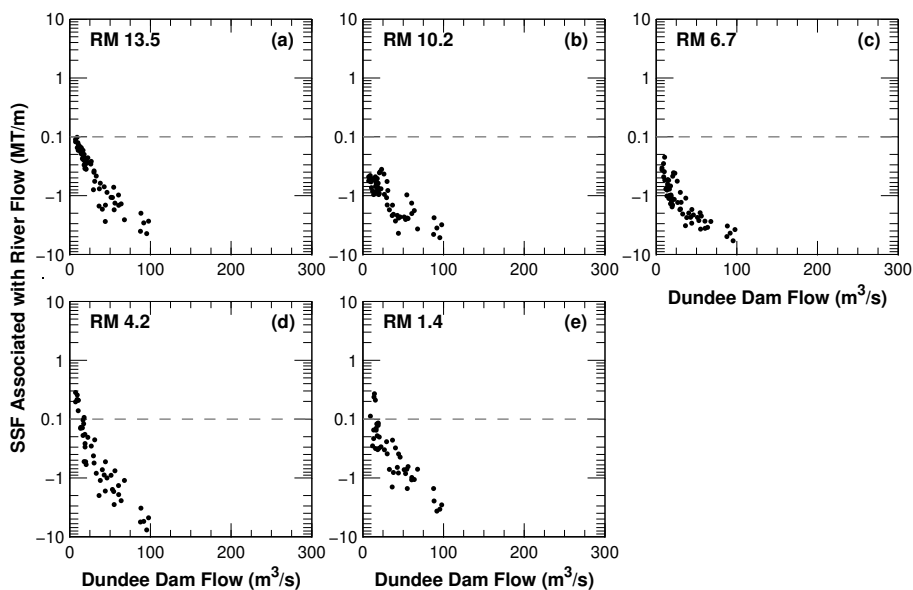 SSF Associated with River Flow (MT/m)
RM 13.5 (a)
10
1
0.1
−1
−10
0 100 200 300
RM 10.2 (b)
10
1
0.1
−1
−10
0 100 200 300
RM 6.7 (c)
10
1
0.1
−1
−10
0 100 200 300
Dundee Dam Flow (m³/s)
RM 4.2 (d)
10
1
0.1
−1
−10
0 100 200 300
Dundee Dam Flow (m³/s)
RM 1.4 (e)
10
1
0.1
−1
−10
0 100 200 300
Dundee Dam Flow (m³/s)